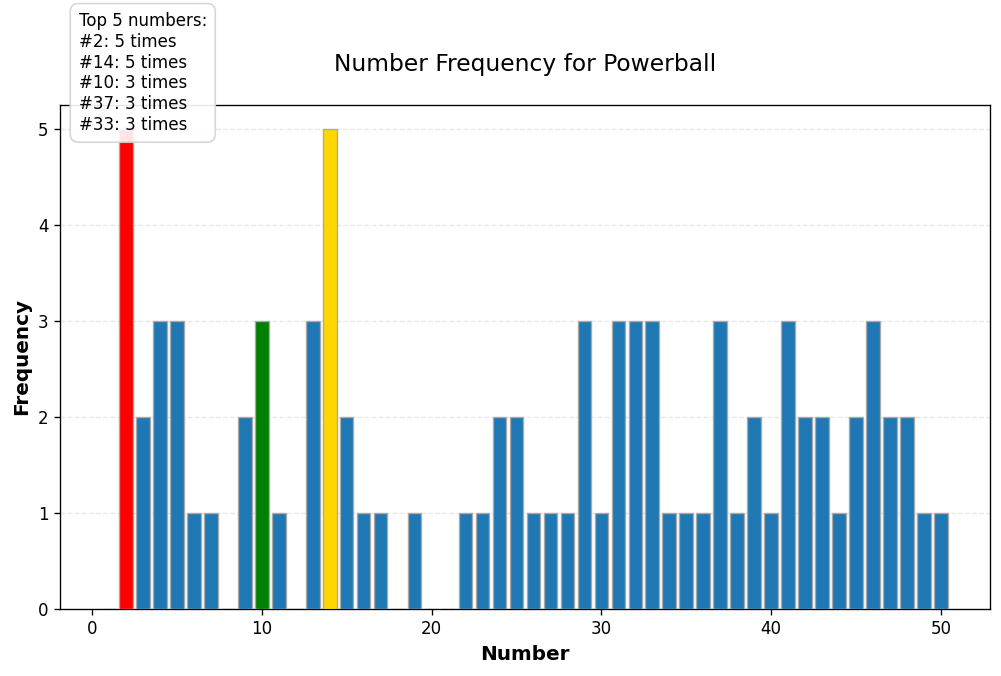 Top 5 numbers:
#2: 5 times
#14: 5 times
#10: 3 times
#37: 3 times
#33: 3 times
Number Frequency for Powerball
Frequency
5
4
3
2
1
0
0 10 20 30 40 50
Number